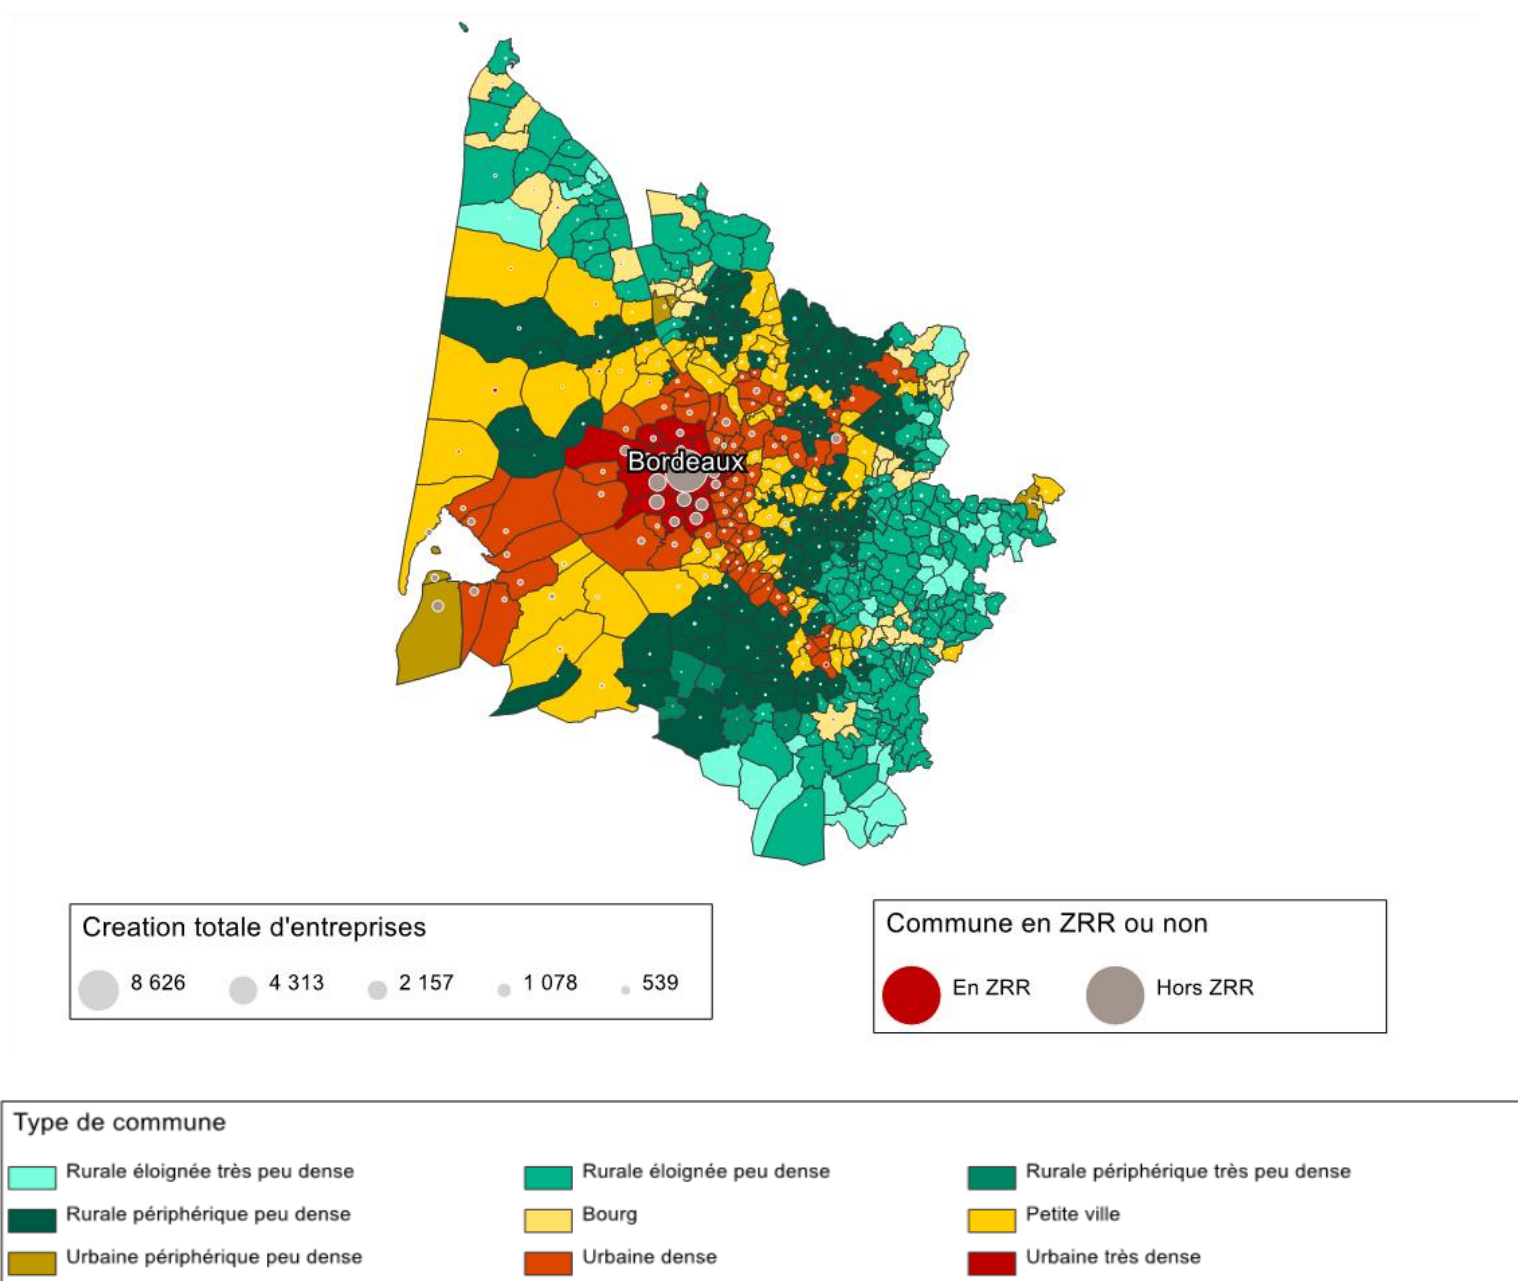 Bordeaux
Creation totale d'entreprises
8 626 4 313 2 157 1 078 539
Commune en ZRR ou non
En ZRR Hors ZRR
Type de commune
Rurale éloignée très peu dense Rurale éloignée peu dense Rurale périphérique très peu dense
Rurale périphérique peu dense Bourg Petite ville
Urbaine périphérique peu dense Urbaine dense Urbaine très dense